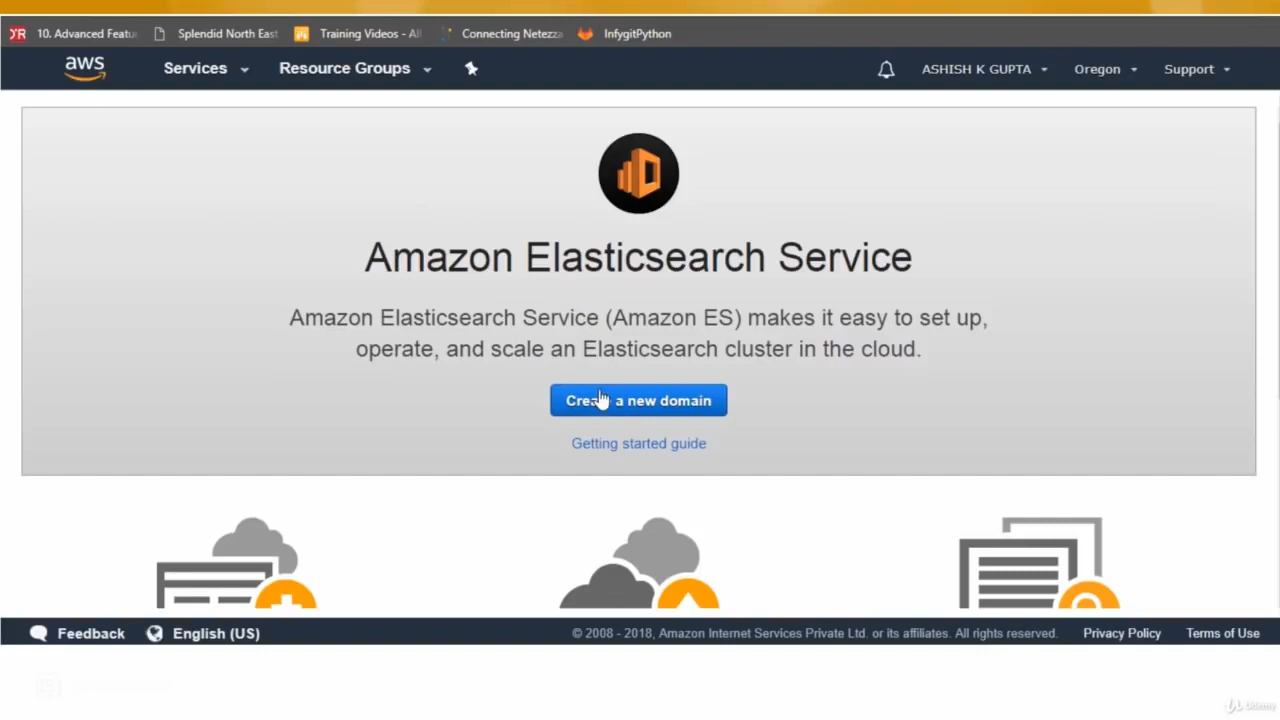 10. Advanced Featu
Splendid North East
Training Videos - Al
Connecting Netezza
InfygitPython
aws
Services
Resource Groups
ASHISH K GUPTA
Oregon
Support
Amazon Elasticsearch Service
Amazon Elasticsearch Service (Amazon ES) makes it easy to set up,
operate, and scale an Elasticsearch cluster in the cloud.
Create a new domain
Getting started guide
Feedback
English (US)
© 2008 - 2018, Amazon Internet Services Private Ltd. or its affiliates. All rights reserved.
Privacy Policy
Terms of Use
Udemy